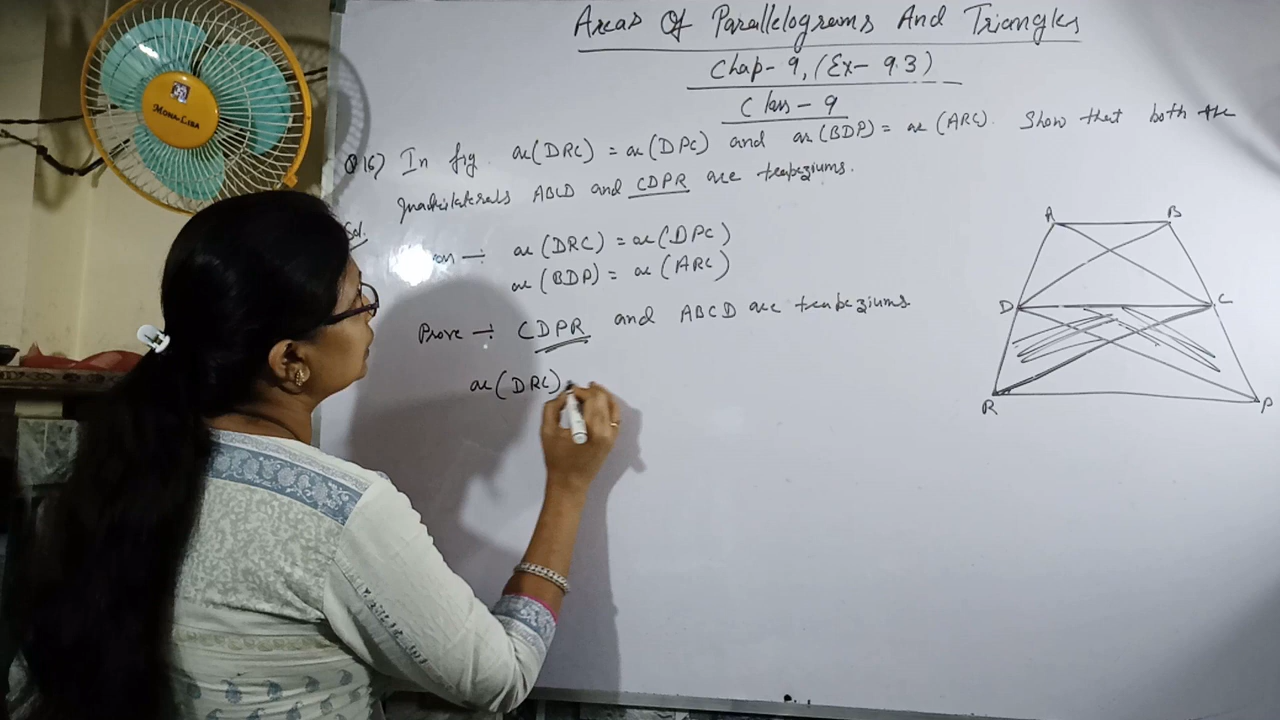 Areas Of Parallelograms And Triangles
Chap-9, (Ex-9.3)
Class-9
Q16) In fig. ar(DRC) = ar(DPC) and ar(BDP) = ar(ARC). Show that both the
quadrilaterals ABCD and CDPR are trapeziums.
Sol.
ar(DRC) = ar(DPC)
ar(BDP) = ar(ARC)
Prove :- CDPR and ABCD are trapeziums.
ar(DRC)
A B
D C
R P
MONA-LISA